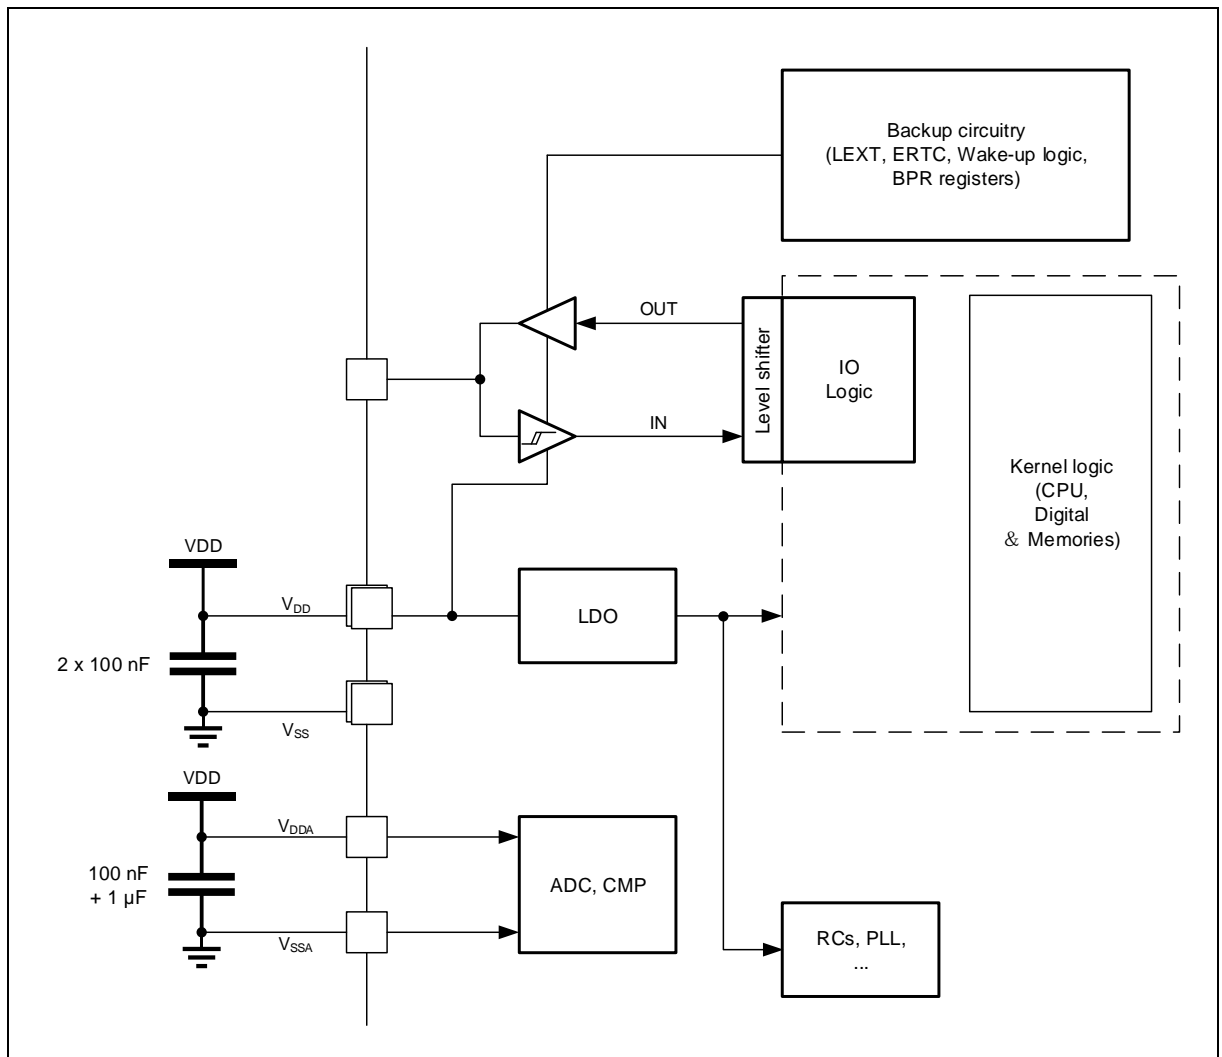 Backup circuitry
(LEXT, ERTC, Wake-up logic,
BPR registers)
OUT
Level shifter
IO
Logic
IN
Kernel logic
(CPU,
Digital
& Memories)
VDD
VDD
LDO
2 x 100 nF
VSS
VDD
VDDA
100 nF
+ 1 µF
ADC, CMP
VSSA
RCs, PLL,
...